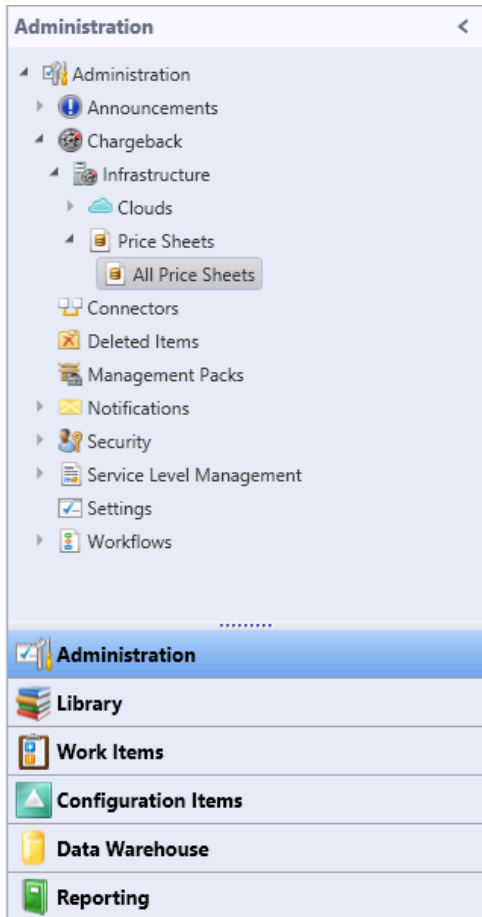 Administration
Administration
Announcements
Chargeback
Infrastructure
Clouds
Price Sheets
All Price Sheets
Connectors
Deleted Items
Management Packs
Notifications
Security
Service Level Management
Settings
Workflows
Administration
Library
Work Items
Configuration Items
Data Warehouse
Reporting